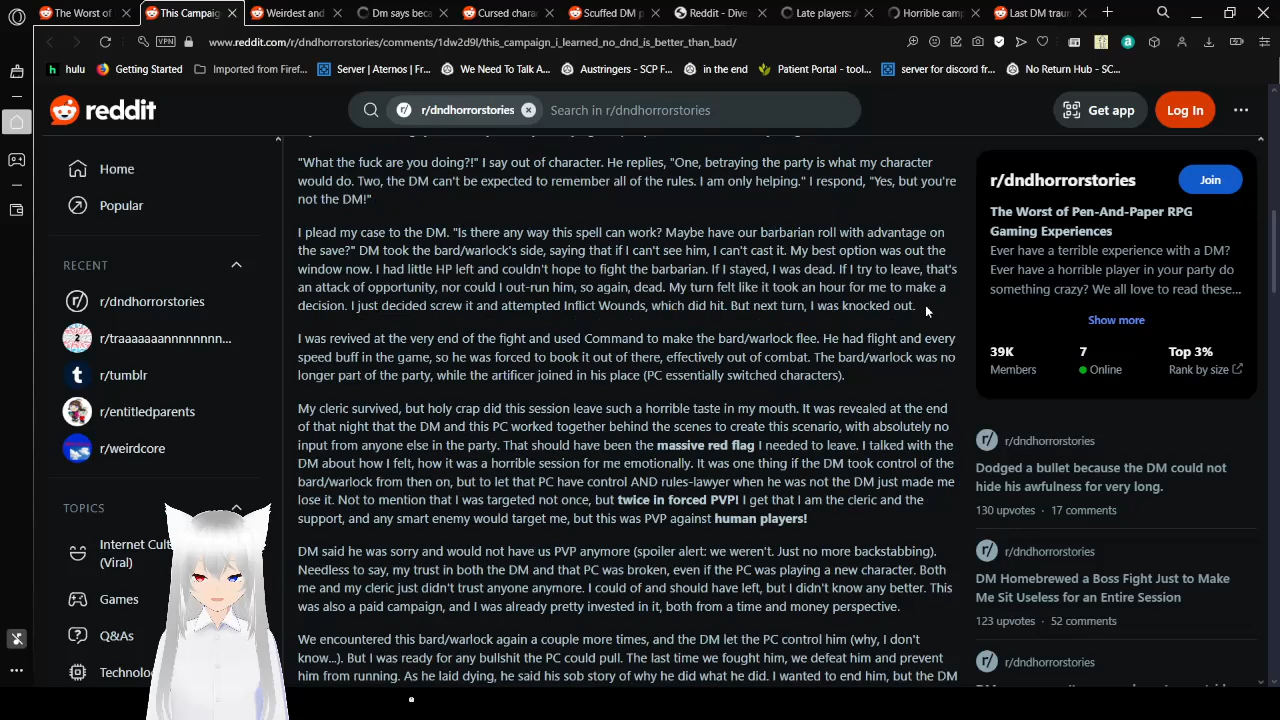 The Worst of
This Campaig
Weirdest and
Dm says beca
Cursed chara
Scuffed DM p
Reddit - Dive
Late players: A
Horrible camp
Last DM traun
VPN
www.reddit.com/r/dndhorrorstories/comments/1dw2d9l/this_campaign_i_learned_no_dnd_is_better_than_bad/
hulu
Getting Started
Imported from Firef...
Server | Aternos | Fr...
We Need To Talk A...
Austringers - SCP F...
in the end
Patient Portal - tool...
server for discord fr...
No Return Hub - SC...
reddit
r/dndhorrorstories
Search in r/dndhorrorstories
Get app
Log In
Home
Popular
RECENT
r/dndhorrorstories
r/traaaaaaannnnnnnn...
r/tumblr
r/entitledparents
r/weirdcore
TOPICS
Internet Cult
(Viral)
Games
Q&As
Technolo
"What the fuck are you doing?!" I say out of character. He replies, "One, betraying the party is what my character
would do. Two, the DM can't be expected to remember all of the rules. I am only helping." I respond, "Yes, but you're
not the DM!"
I plead my case to the DM. "Is there any way this spell can work? Maybe have our barbarian roll with advantage on
the save?" DM took the bard/warlock's side, saying that if I can't see him, I can't cast it. My best option was out the
window now. I had little HP left and couldn't hope to fight the barbarian. If I stayed, I was dead. If I try to leave, that's
an attack of opportunity, nor could I out-run him, so again, dead. My turn felt like it took an hour for me to make a
decision. I just decided screw it and attempted Inflict Wounds, which did hit. But next turn, I was knocked out.
I was revived at the very end of the fight and used Command to make the bard/warlock flee. He had flight and every
speed buff in the game, so he was forced to book it out of there, effectively out of combat. The bard/warlock was no
longer part of the party, while the artificer joined in his place (PC essentially switched characters).
My cleric survived, but holy crap did this session leave such a horrible taste in my mouth. It was revealed at the end
of that night that the DM and this PC worked together behind the scenes to create this scenario, with absolutely no
input from anyone else in the party. That should have been the massive red flag I needed to leave. I talked with the
DM about how I felt, how it was a horrible session for me emotionally. It was one thing if the DM took control of the
bard/warlock from then on, but to let that PC have control AND rules-lawyer when he was not the DM just made me
lose it. Not to mention that I was targeted not once, but twice in forced PVP! I get that I am the cleric and the
support, and any smart enemy would target me, but this was PVP against human players!
DM said he was sorry and would not have us PVP anymore (spoiler alert: we weren't. Just no more backstabbing).
Needless to say, my trust in both the DM and that PC was broken, even if the PC was playing a new character. Both
me and my cleric just didn't trust anyone anymore. I could of and should have left, but I didn't know any better. This
was also a paid campaign, and I was already pretty invested in it, both from a time and money perspective.
We encountered this bard/warlock again a couple more times, and the DM let the PC control him (why, I don't
know...). But I was ready for any bullshit the PC could pull. The last time we fought him, we defeat him and prevent
him from running. As he laid dying, he said his sob story of why he did what he did. I wanted to end him, but the DM
r/dndhorrorstories
Join
The Worst of Pen-And-Paper RPG
Gaming Experiences
Ever have a terrible experience with a DM?
Ever have a horrible player in your party do
something crazy? We all love to read these...
Show more
39K
Members
7
Online
Top 3%
Rank by size
r/dndhorrorstories
Dodged a bullet because the DM could not
hide his awfulness for very long.
130 upvotes · 17 comments
r/dndhorrorstories
DM Homebrewed a Boss Fight Just to Make
Me Sit Useless for an Entire Session
123 upvotes · 52 comments
r/dndhorrorstories